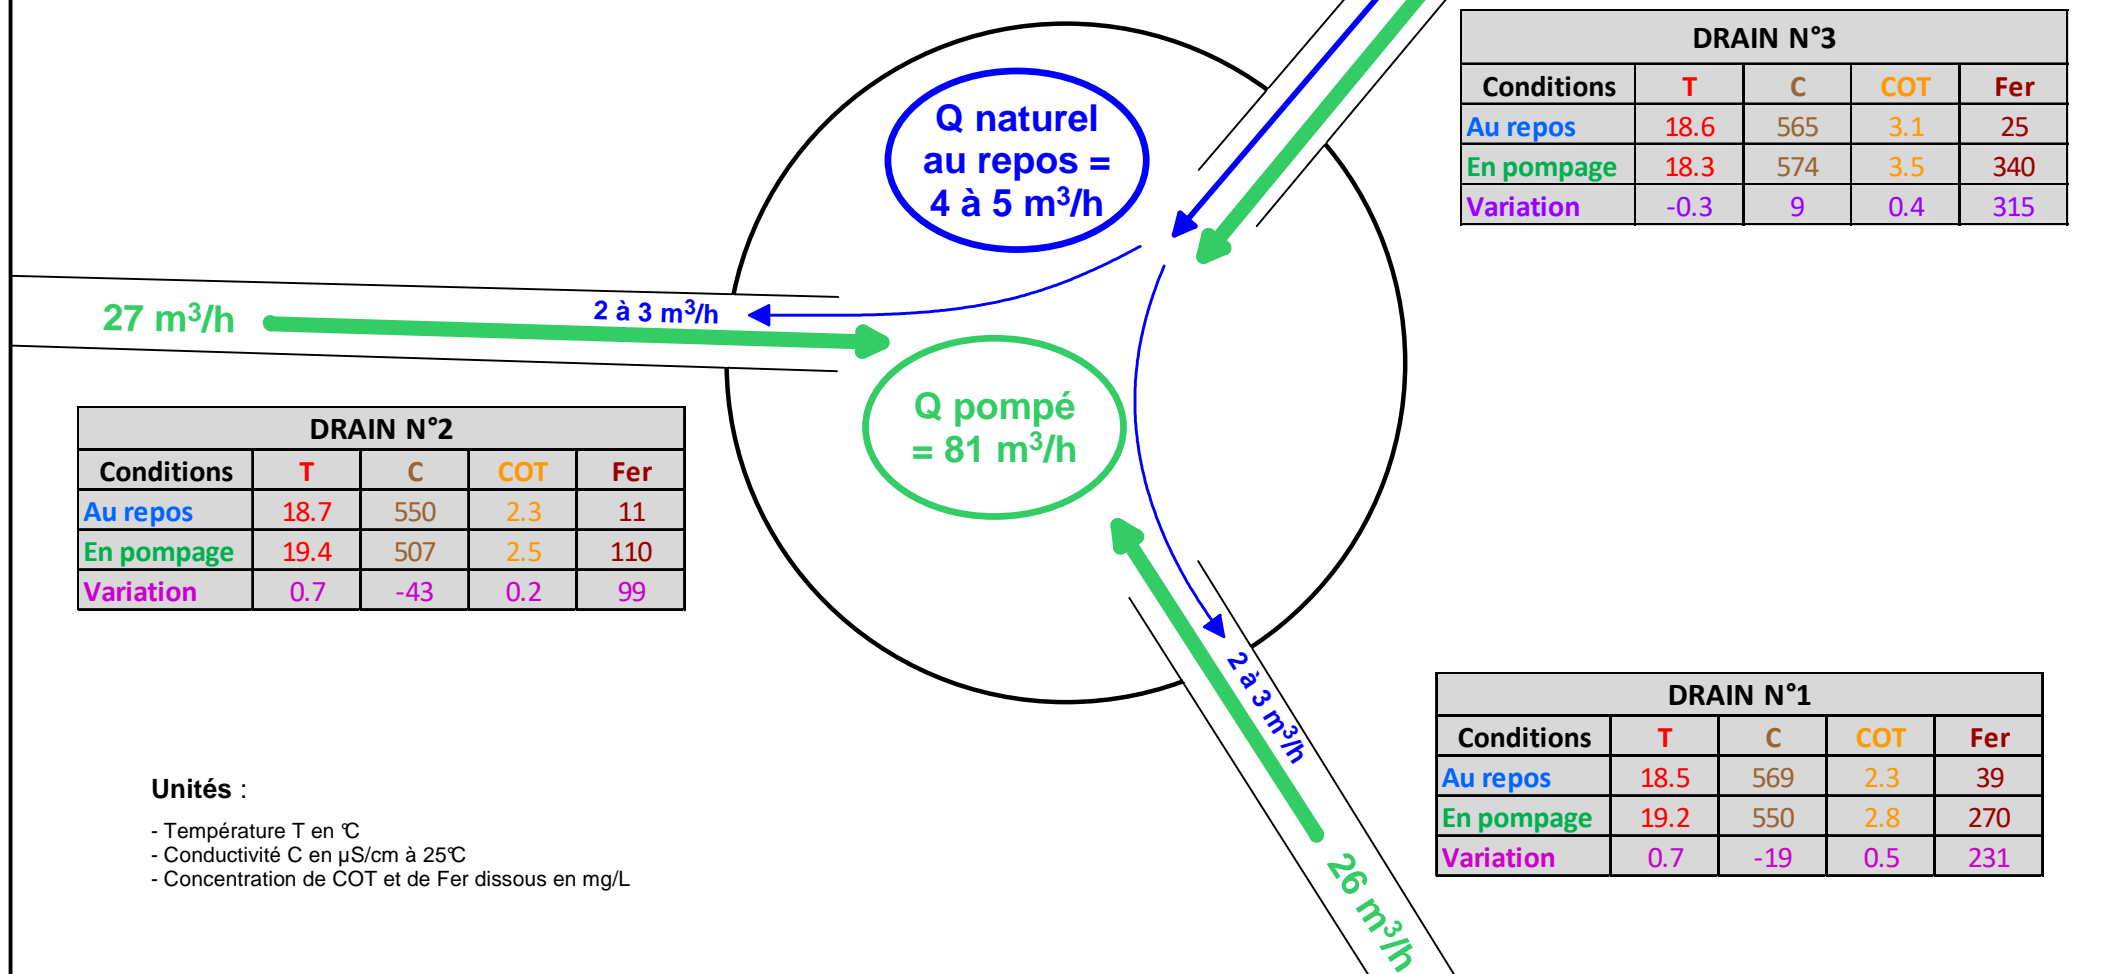 DRAIN N°3
Conditions T C COT Fer
Au repos 18.6 565 3.1 25
En pompage 18.3 574 3.5 340
Variation -0.3 9 0.4 315
Q naturel
au repos =
4 à 5 m³/h
27 m³/h
2 à 3 m³/h
Q pompé
= 81 m³/h
DRAIN N°2
Conditions T C COT Fer
Au repos 18.7 550 2.3 11
En pompage 19.4 507 2.5 110
Variation 0.7 -43 0.2 99
2 à 3 m³/h
26 m³/h
DRAIN N°1
Conditions T C COT Fer
Au repos 18.5 569 2.3 39
En pompage 19.2 550 2.8 270
Variation 0.7 -19 0.5 231
Unités :
- Température T en °C
- Conductivité C en µS/cm à 25°C
- Concentration de COT et de Fer dissous en mg/L